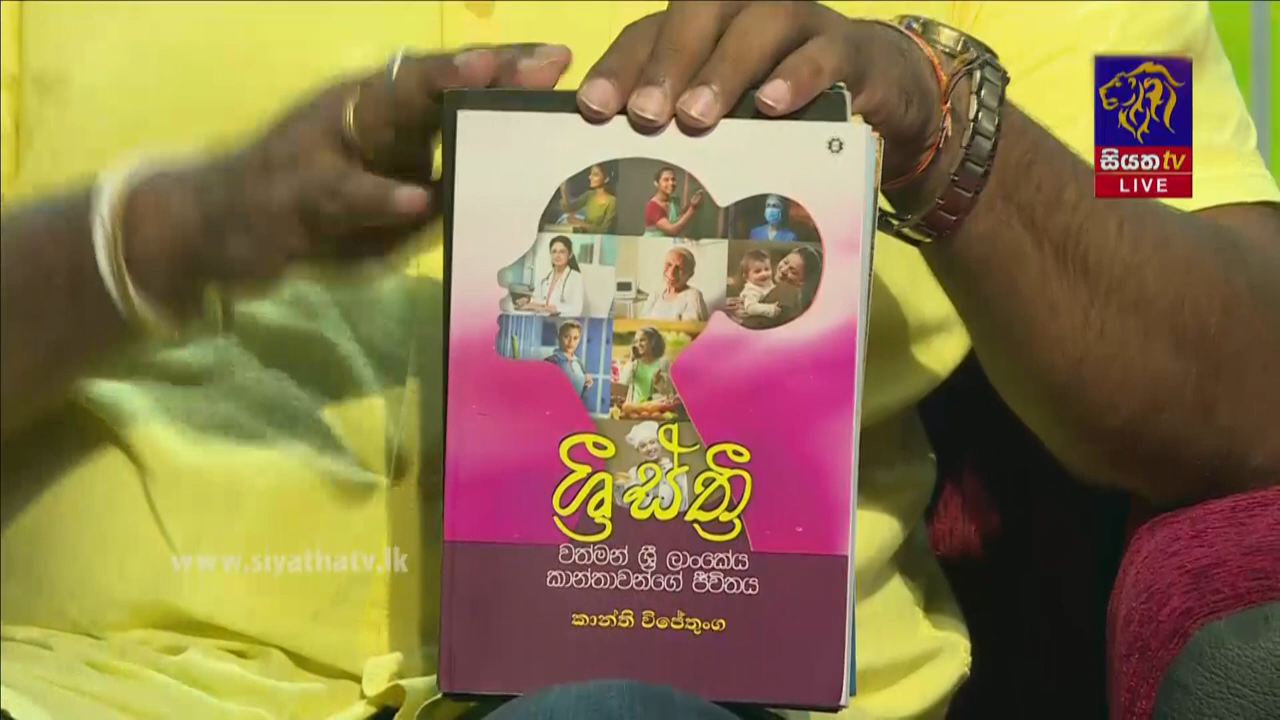 සියත tv
LIVE
ශ්‍රී ස්ත්‍රී
වත්මන් ශ්‍රී ලාංකේය
කාන්තාවන්ගේ ජීවිතය
කාන්ති විජේතුංග
www.siyathatv.lk